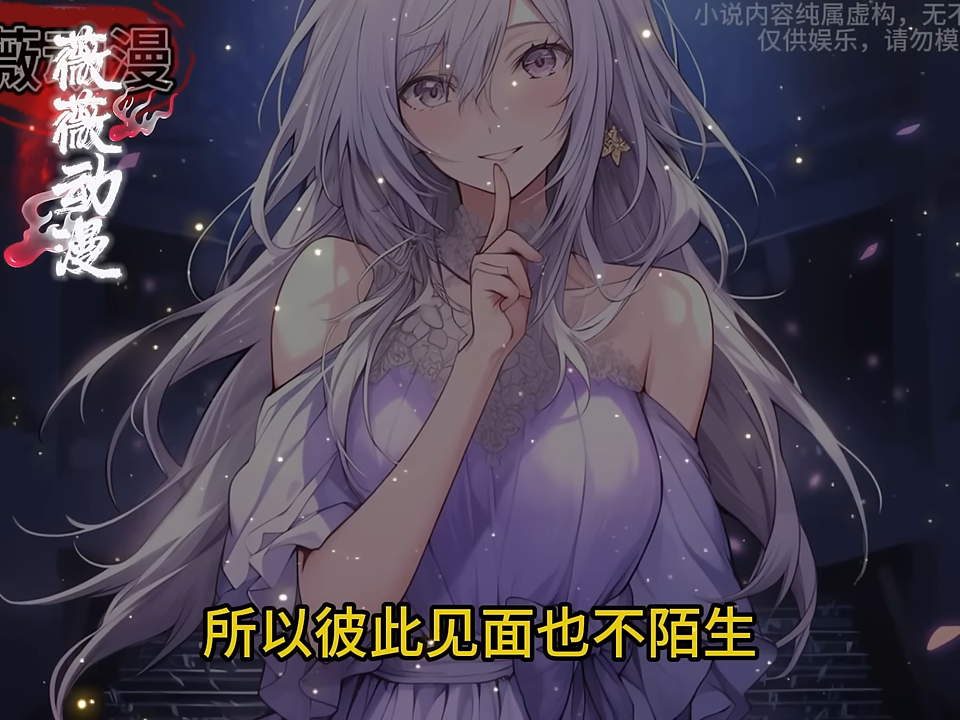 小说内容纯属虚构，无不
仅供娱乐，请勿模
薇薇动漫
薇 漫
所以彼此见面也不陌生